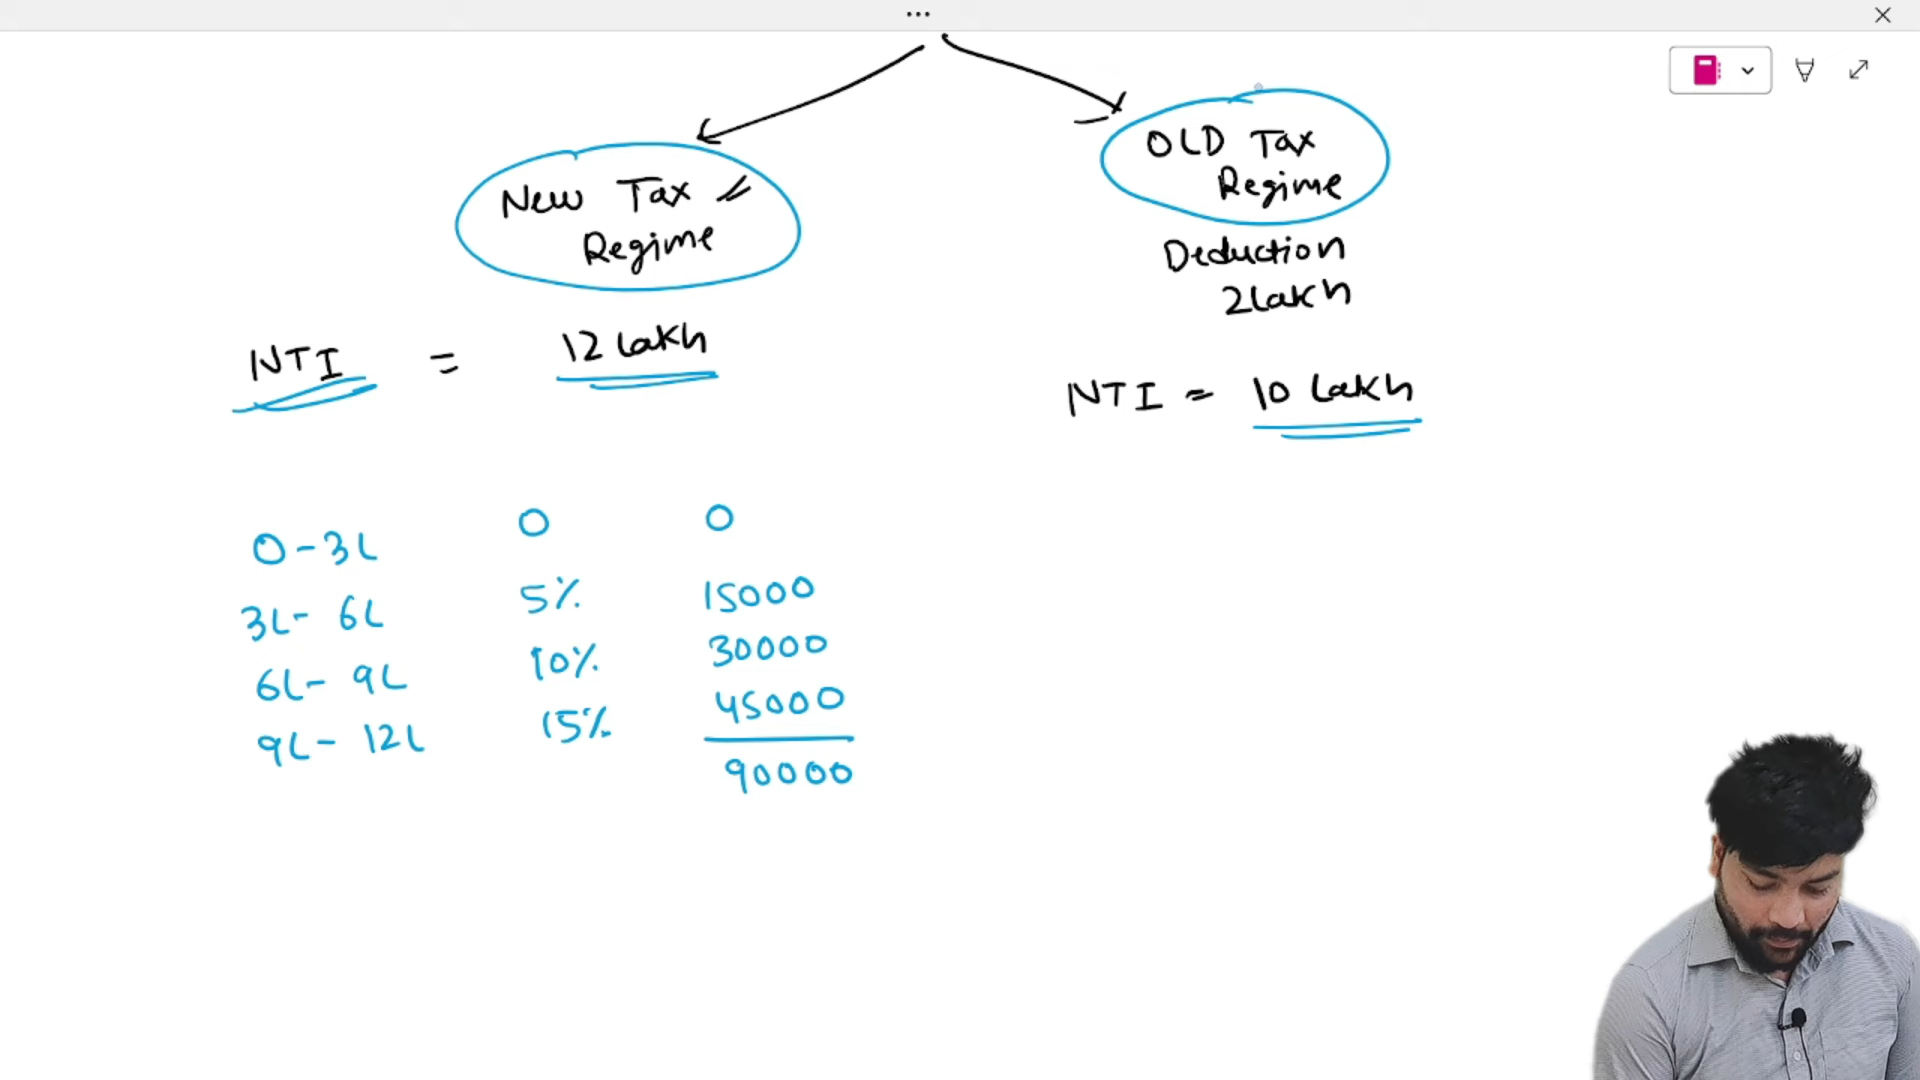 New Tax
Regime
NTI = 12 Lakh
0-3L 0 0
3L- 6L 5% 15000
6L- 9L 10% 30000
9L- 12L 15% 45000
90000
OLD Tax
Regime
Deduction
2Lakh
NTI = 10 Lakh